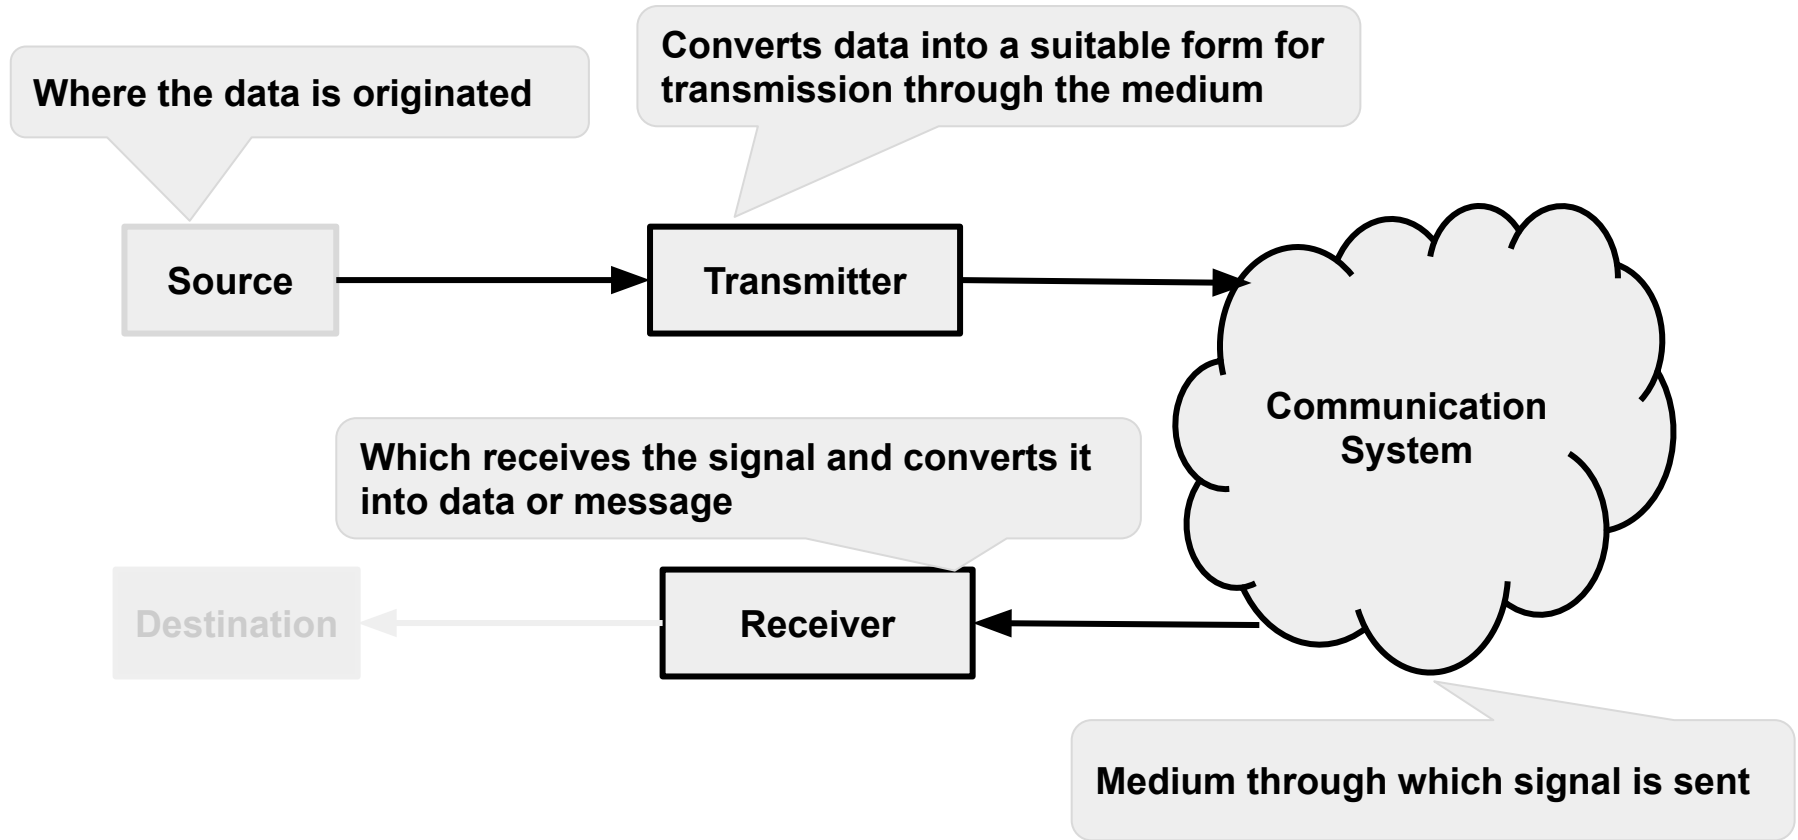 Converts data into a suitable form for
transmission through the medium
Where the data is originated
Source
Transmitter
Communication
System
Which receives the signal and converts it
into data or message
Destination
Receiver
Medium through which signal is sent